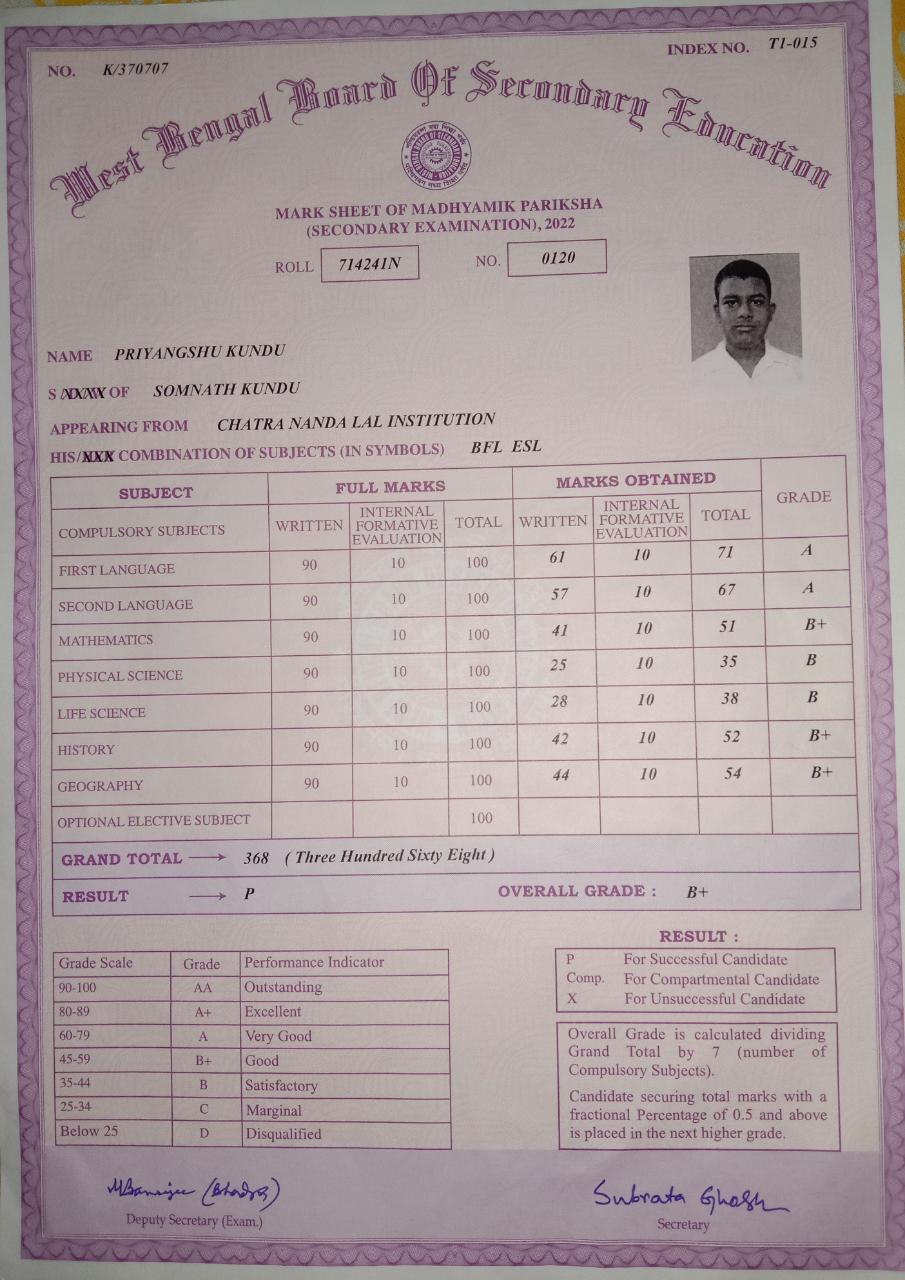 NO. K/370707
INDEX NO. T1-015
West Bengal Board Of Secondary Education
MARK SHEET OF MADHYAMIK PARIKSHA
(SECONDARY EXAMINATION), 2022
ROLL 714241N NO. 0120
NAME PRIYANGSHU KUNDU
S /XXXX OF SOMNATH KUNDU
APPEARING FROM CHATRA NANDA LAL INSTITUTION
HIS/XXX COMBINATION OF SUBJECTS (IN SYMBOLS) BFL ESL
SUBJECT FULL MARKS MARKS OBTAINED GRADE
COMPULSORY SUBJECTS WRITTEN INTERNAL FORMATIVE EVALUATION TOTAL WRITTEN INTERNAL FORMATIVE EVALUATION TOTAL
FIRST LANGUAGE 90 10 100 61 10 71 A
SECOND LANGUAGE 90 10 100 57 10 67 A
MATHEMATICS 90 10 100 41 10 51 B+
PHYSICAL SCIENCE 90 10 100 25 10 35 B
LIFE SCIENCE 90 10 100 28 10 38 B
HISTORY 90 10 100 42 10 52 B+
GEOGRAPHY 90 10 100 44 10 54 B+
OPTIONAL ELECTIVE SUBJECT 100
GRAND TOTAL → 368 ( Three Hundred Sixty Eight )
RESULT → P OVERALL GRADE : B+
Grade Scale Grade Performance Indicator
90-100 AA Outstanding
80-89 A+ Excellent
60-79 A Very Good
45-59 B+ Good
35-44 B Satisfactory
25-34 C Marginal
Below 25 D Disqualified
RESULT :
P For Successful Candidate
Comp. For Compartmental Candidate
X For Unsuccessful Candidate
Overall Grade is calculated dividing
Grand Total by 7 (number of
Compulsory Subjects).
Candidate securing total marks with a
fractional Percentage of 0.5 and above
is placed in the next higher grade.
Deputy Secretary (Exam.)
Subrata Ghosh
Secretary